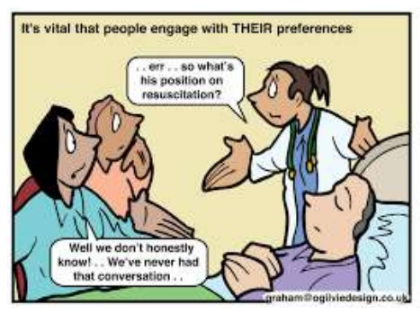 It's vital that people engage with THEIR preferences
. . err . . so what's
his position on
resuscitation?
Well we don't honestly
know! . . We've never had
that conversation . .
graham@ogilviedesign.co.uk